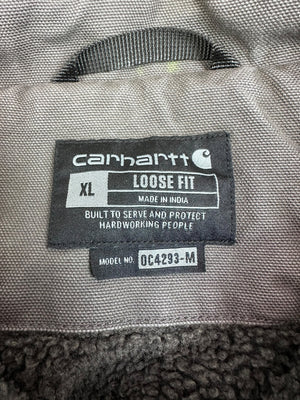 carhartt
XL
LOOSE FIT
MADE IN INDIA
BUILT TO SERVE AND PROTECT
HARDWORKING PEOPLE
MODEL NO. OC4293-M